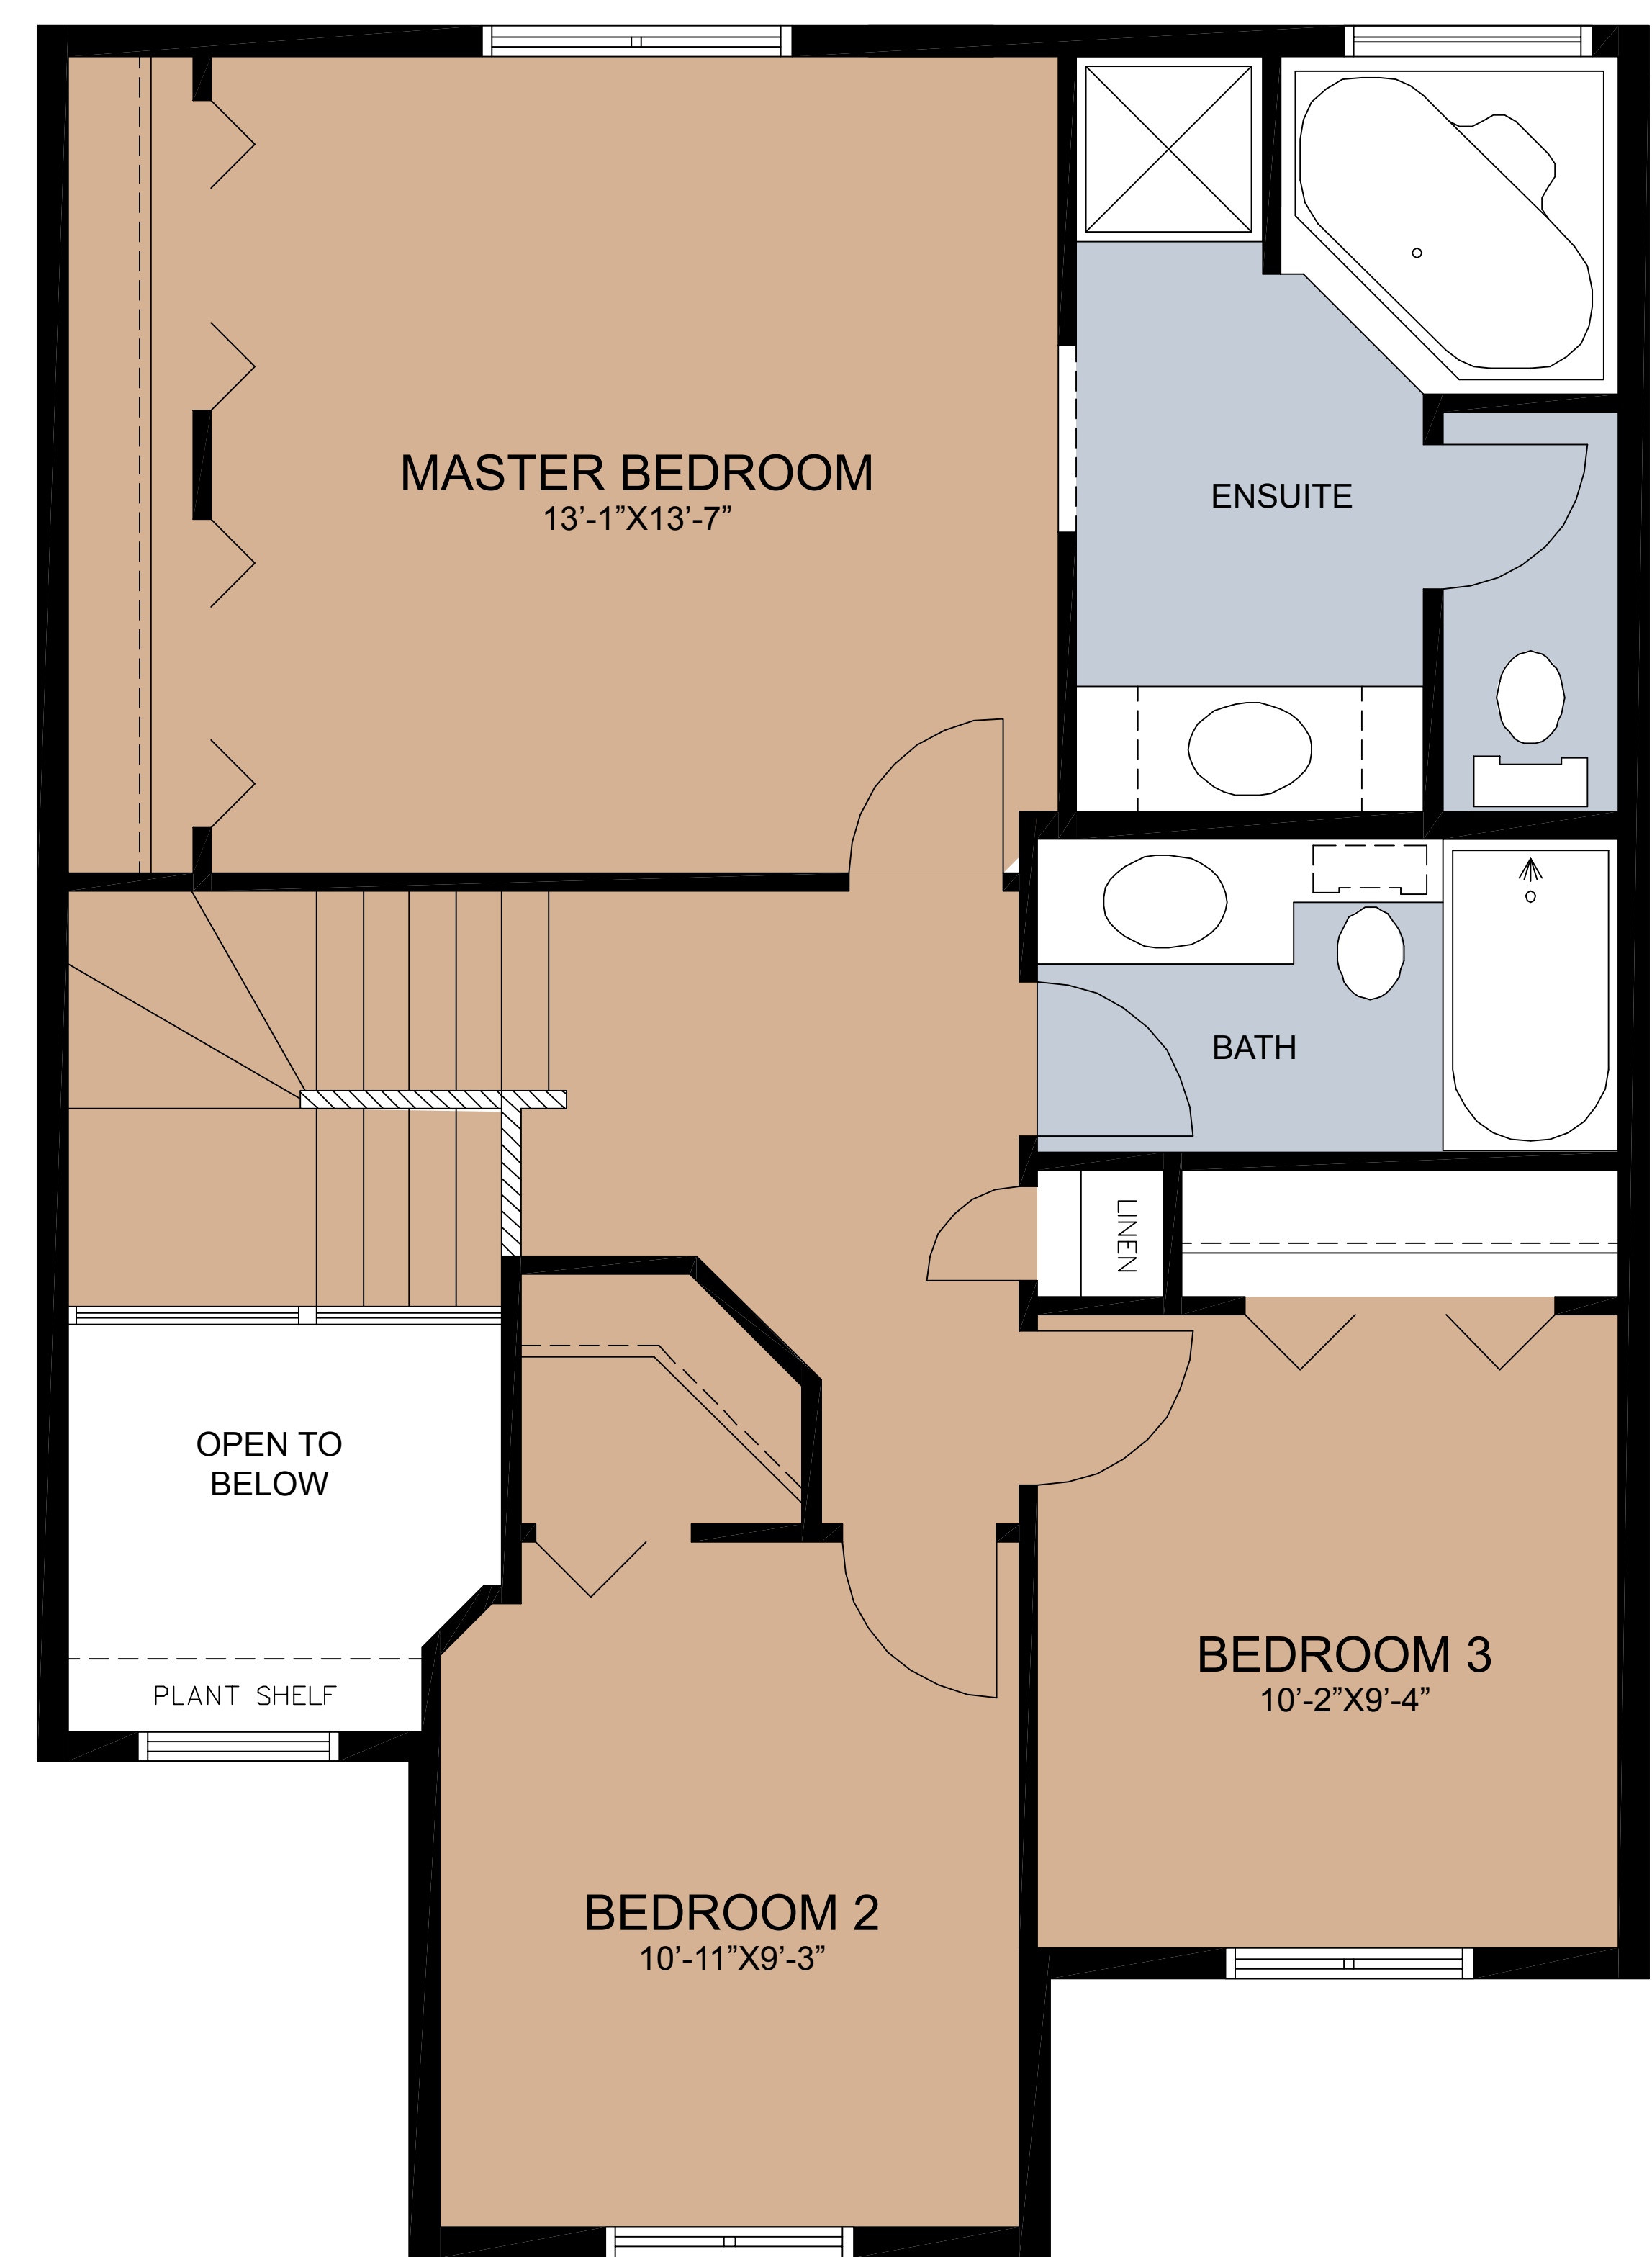 MASTER BEDROOM
13’-1”X13’-7”
ENSUITE
BATH
LINEN
OPEN TO
BELOW
PLANT SHELF
BEDROOM 3
10’-2”X9’-4”
BEDROOM 2
10’-11”X9’-3”